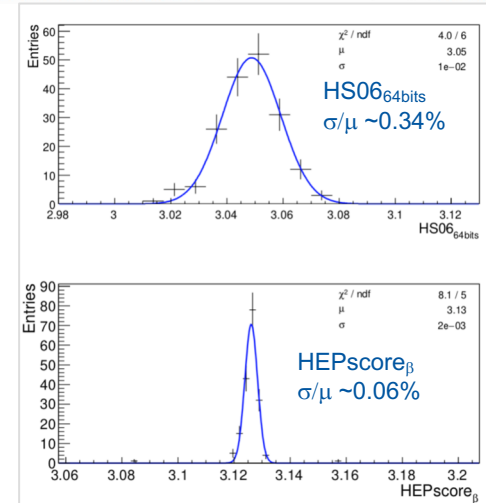 Entries
60
50
40
30
20
10
0
χ² / ndf 4.0 / 6
μ 3.05
σ 1e−02
HS06₆₄bits
σ/μ ~0.34%
2.98 3 3.02 3.04 3.06 3.08 3.1 3.12
HS06₆₄bits
Entries
90
80
70
60
50
40
30
20
10
0
χ² / ndf 8.1 / 5
μ 3.13
σ 2e−03
HEPscoreᵦ
σ/μ ~0.06%
3.06 3.08 3.1 3.12 3.14 3.16 3.18 3.2
HEPscoreᵦ